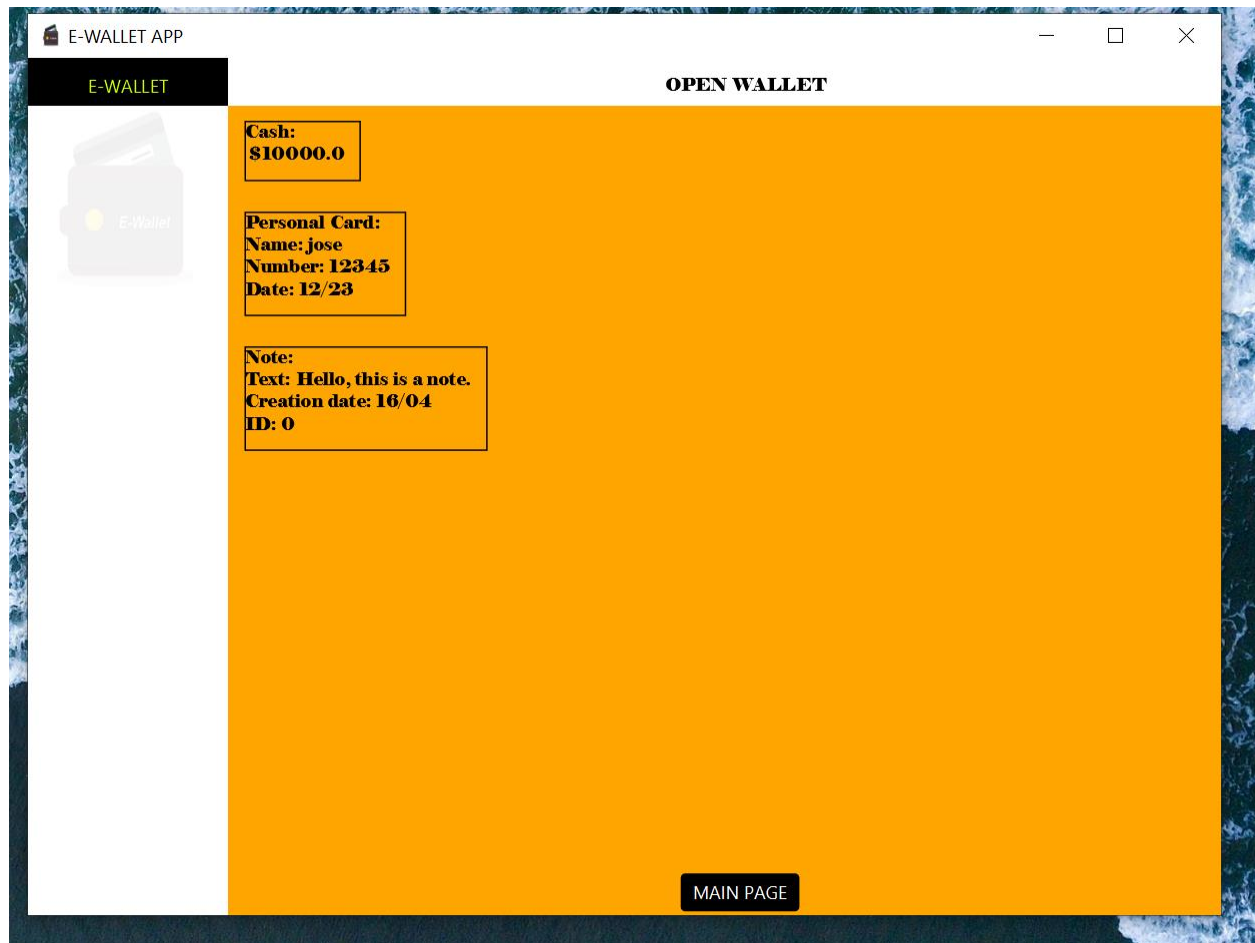 E-WALLET APP
E-WALLET
OPEN WALLET
E-Wallet
Cash:
$10000.0
Personal Card:
Name: jose
Number: 12345
Date: 12/23
Note:
Text: Hello, this is a note.
Creation date: 16/04
ID: 0
MAIN PAGE